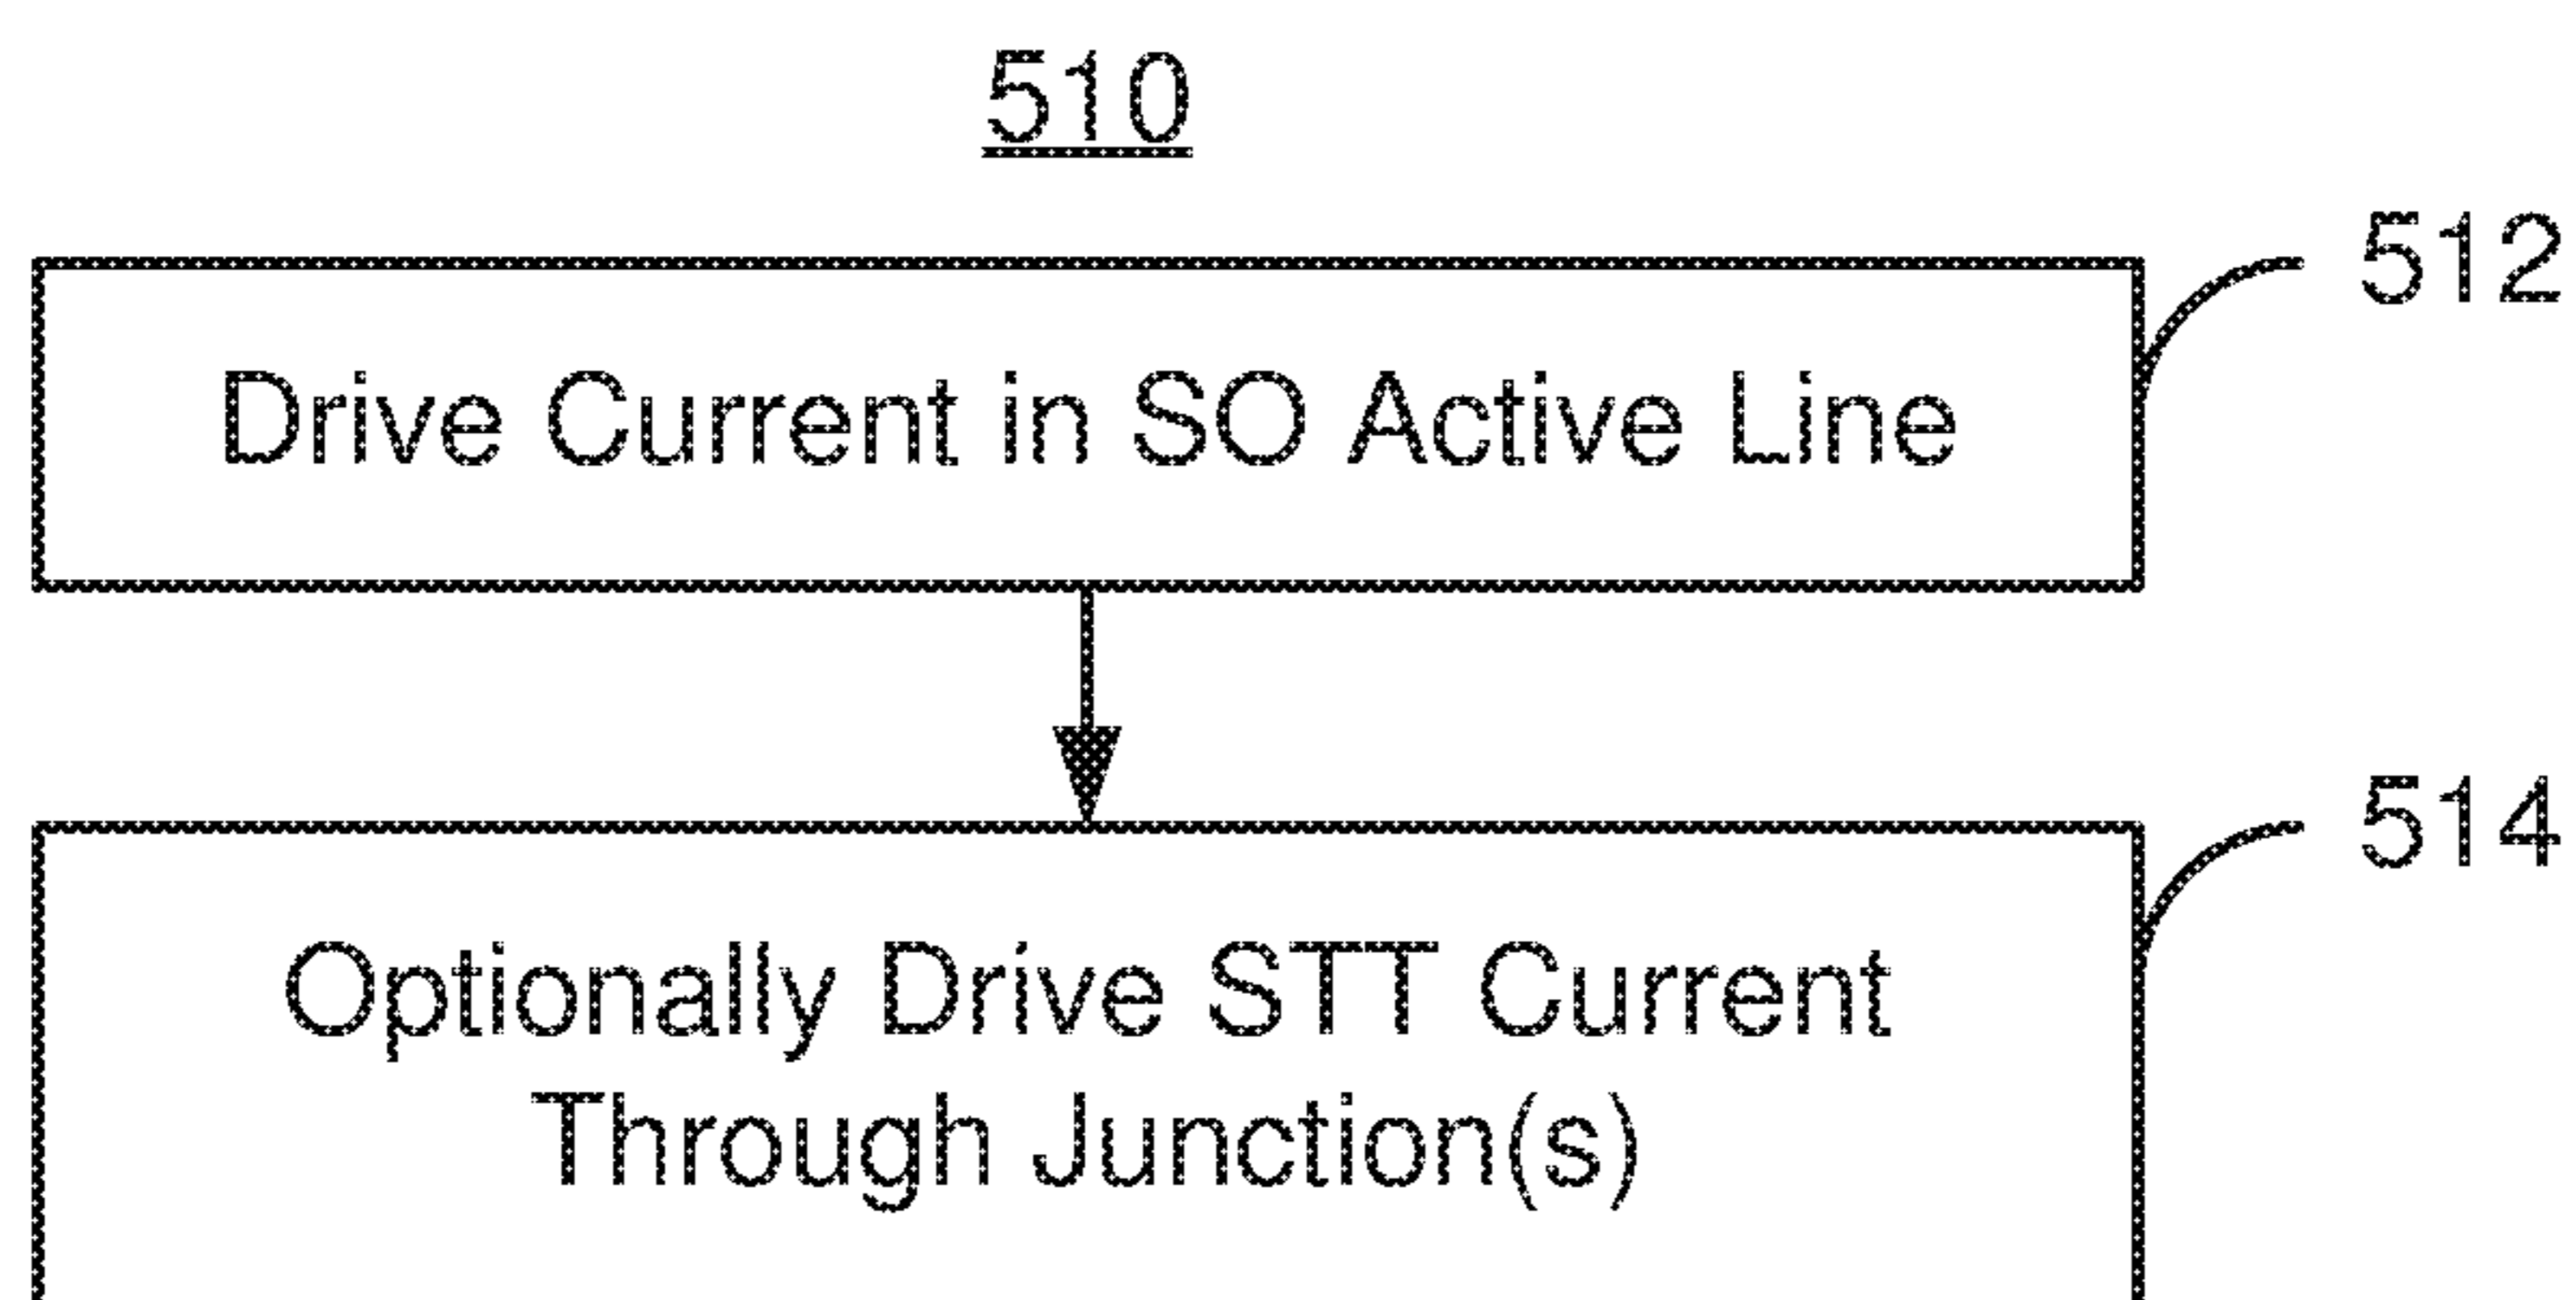 510
512
Drive Current in SO Active Line
514
Optionally Drive STT Current
Through Junction(s)